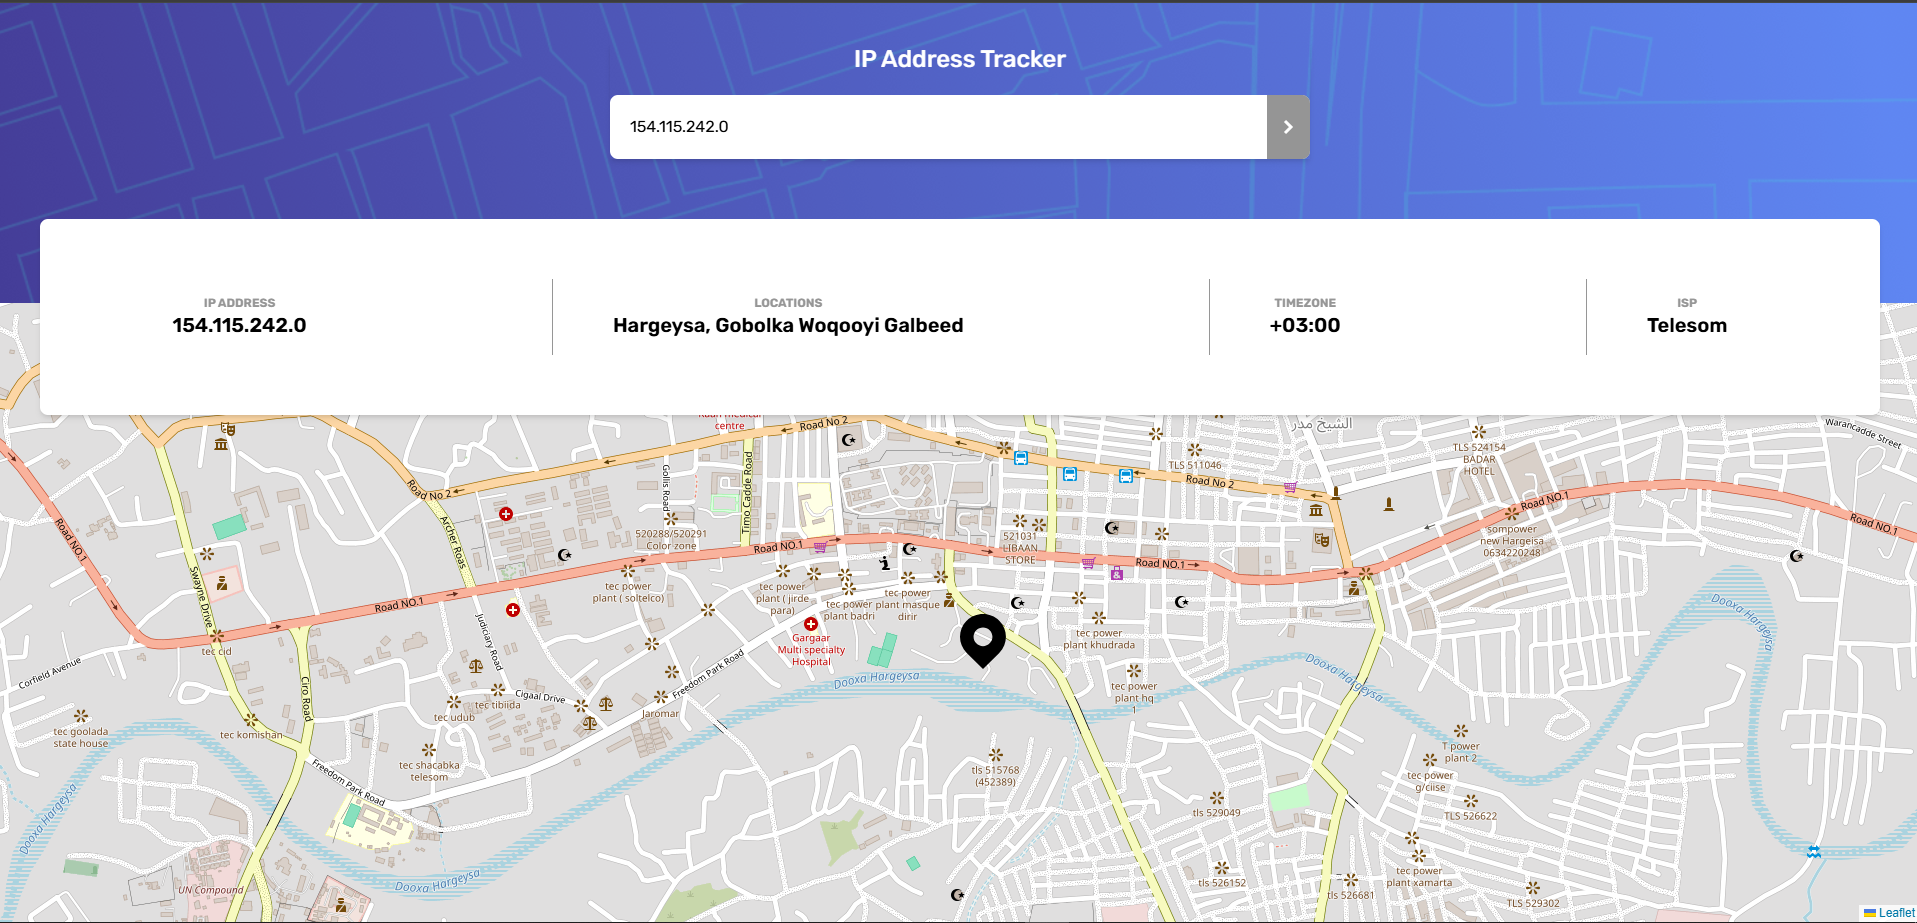 IP Address Tracker
154.115.242.0
IP ADDRESS
154.115.242.0
LOCATIONS
Hargeysa, Gobolka Woqooyi Galbeed
TIMEZONE
+03:00
ISP
Telesom
centre
Road No 2
الشيخ مدر
Warancadde Street
TLS 524154
BADAR
HOTEL
TLS 511046
Road No 2
Road No 2
Gollis Road
Timo Cadde Road
Archer Roas
Road NO.1
Road NO.1
Road NO.1
sompower
new Hargeisa
0634220248
520288/520291
Color zone
521031
LIBAAN
STORE
Road NO.1
Road NO.1
Road NO.1
Swayne Drive
tec power
plant ( soltelco)
tec power
plant ( jirde
para)
tec power
plant badri
tec power
plant masque
dirir
Road NO.1
Judiciary Road
Gargaar
Multi specialty
Hospital
tec power
plant khudrada
Dooxa Hargeysa
tec cid
Corfield Avenue
Ciro Road
Freedom Park Road
Dooxa Hargeysa
Dooxa Hargeysa
tec power
plant hq
1
Cigaal Drive
tec tibiida
tec udub
Jaromar
tec goolada
state house
tec komishan
tec shacabka
telesom
Freedom Park Road
T power
plant 2
tls 515768
(452389)
tec power
g/ciise
tls 529049
TLS 526622
Dooxa Hargeysa
Dooxa Hargeysa
UN Compound
tls 526152
tec power
plant xamarta
tls 526681
TLS 529302
Leaflet